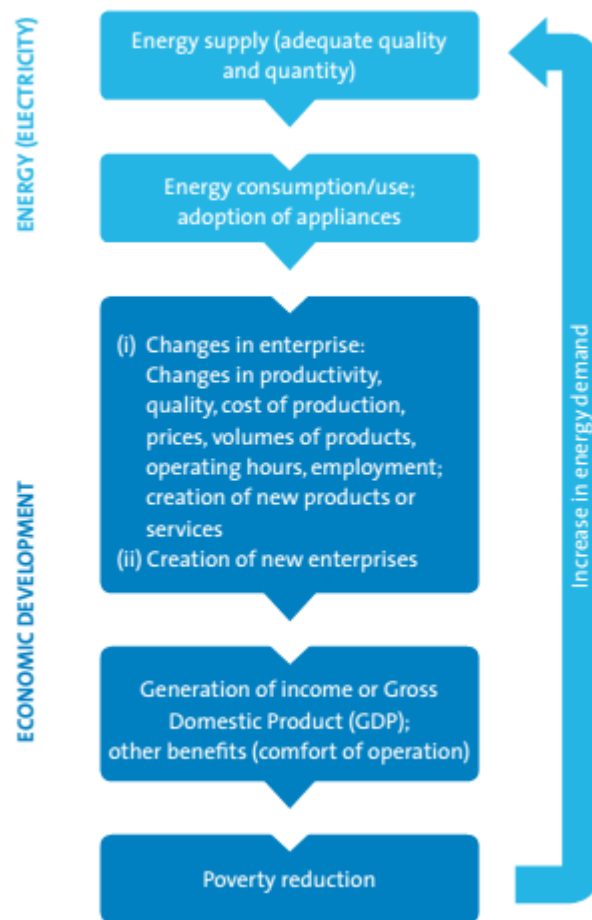 ENERGY (ELECTRICITY)
Energy supply (adequate quality
and quantity)
Energy consumption/use;
adoption of appliances
ECONOMIC DEVELOPMENT
(i) Changes in enterprise:
Changes in productivity,
quality, cost of production,
prices, volumes of products,
operating hours, employment;
creation of new products or
services
(ii) Creation of new enterprises
Generation of income or Gross
Domestic Product (GDP);
other benefits (comfort of operation)
Poverty reduction
Increase in energy demand